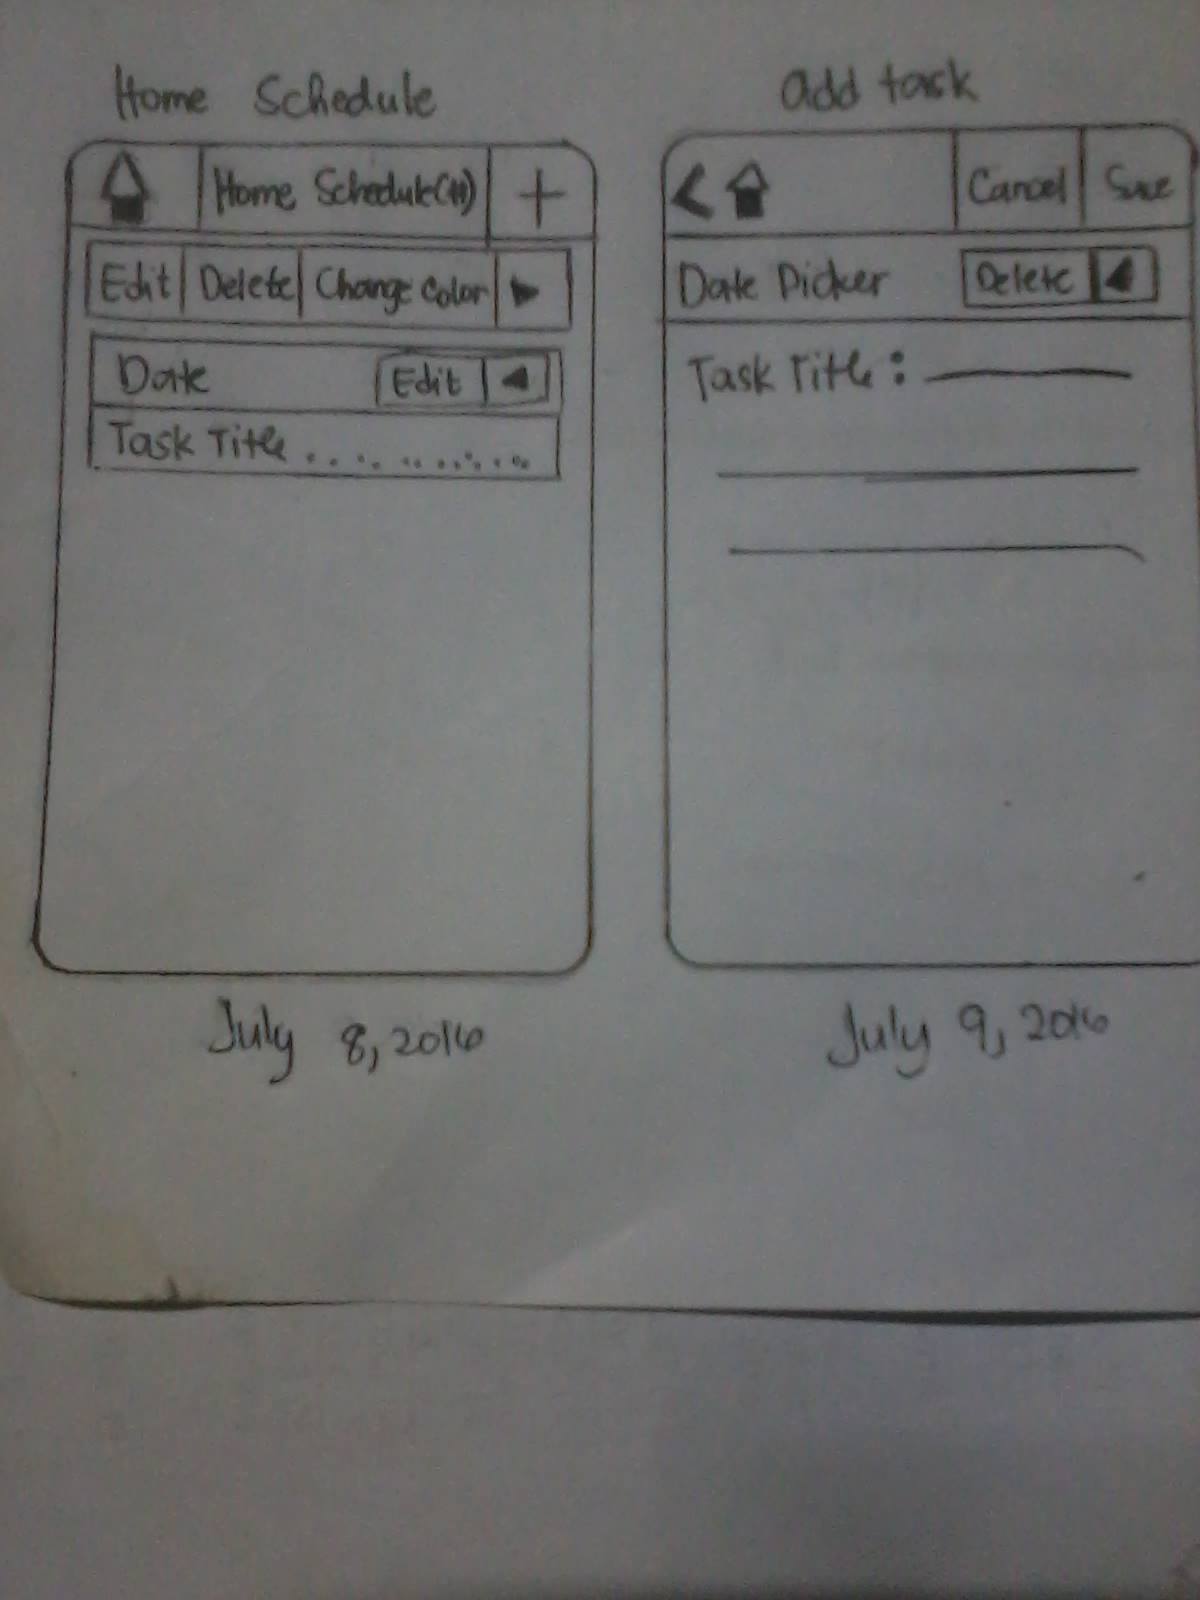 Home Schedule
Home Schedule
+
Edit Delete Change Color
Date Edit
Task Title . . . . . . . . . . .
July 8, 2016
add task
< Cancel Save
Date Picker Delete
Task Title :
July 9, 2016